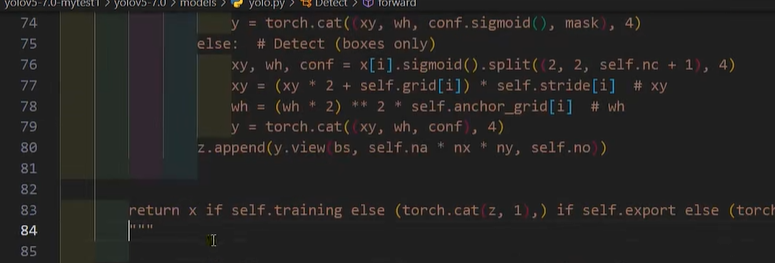 yolov5-7.0-mytest1 > yolov5-7.0 > models > yolo.py > Detect > forward
74 y = torch.cat((xy, wh, conf.sigmoid(), mask), 4)
75 else:  # Detect (boxes only)
76 xy, wh, conf = x[i].sigmoid().split((2, 2, self.nc + 1), 4)
77 xy = (xy * 2 + self.grid[i]) * self.stride[i]  # xy
78 wh = (wh * 2) ** 2 * self.anchor_grid[i]  # wh
79 y = torch.cat((xy, wh, conf), 4)
80 z.append(y.view(bs, self.na * nx * ny, self.no))
81
82
83 return x if self.training else (torch.cat(z, 1),) if self.export else (torc
84 """
85